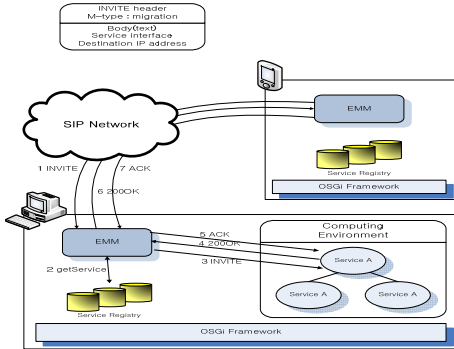 INVITE header
M-type : migration
Body(text)
Service interface
Destination IP address
EMM
SIP Network
Service Registry
OSGi Framework
1 INVITE
7 ACK
6 200OK
Computing
Environment
5 ACK
4 200OK
EMM
3 INVITE
Service A
2 getService
Service A
Service A
Service Registry
OSGi Framework